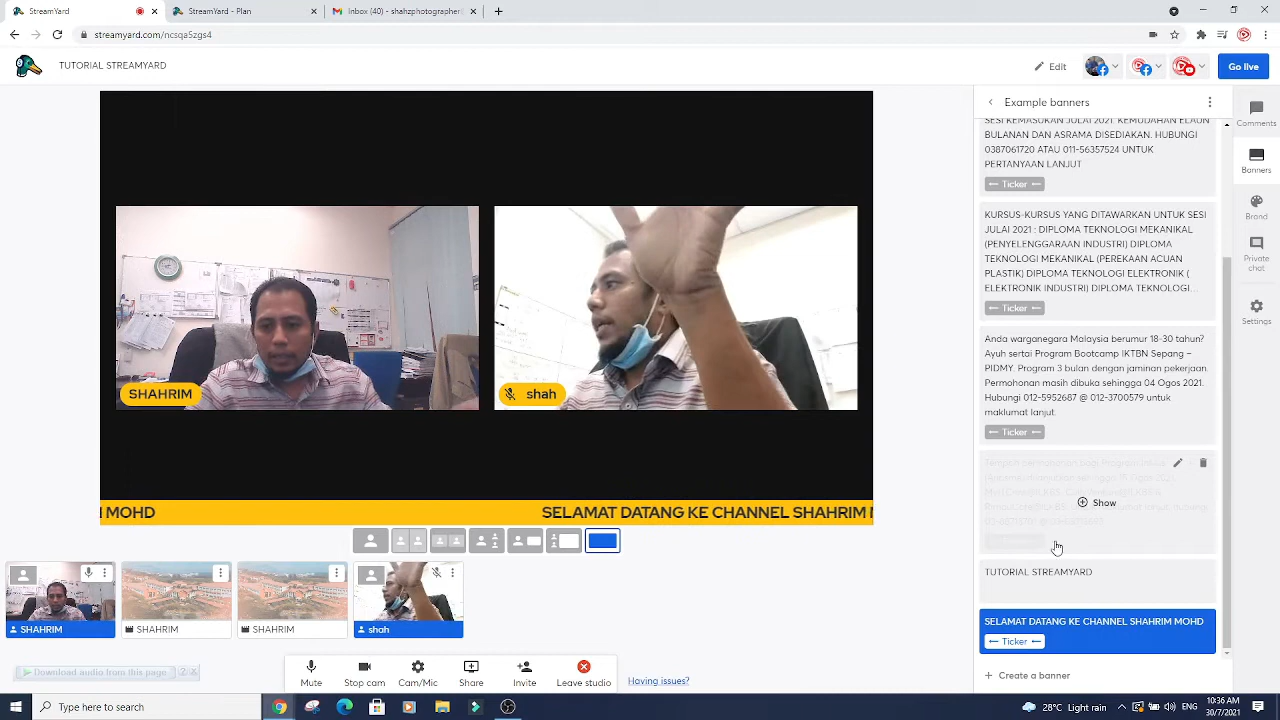 StreamYard
StreamYard - Plan
Inbox (40) - shahzphotographer
streamyard.com/ncsqa5zgs4
TUTORIAL STREAMYARD
Edit
Go live
Example banners
SESI KEMASUKAN JULAI 2021. KEMUDAHAN ELAUN
BULANAN DAN ASRAMA DISEDIAKAN. HUBUNGI
0387061720 ATAU 011-56357524 UNTUK
PERTANYAAN LANJUT
Ticker
KURSUS-KURSUS YANG DITAWARKAN UNTUK SESI
JULAI 2021 : DIPLOMA TEKNOLOGI MEKANIKAL
(PENYELENGGARAAN INDUSTRI) DIPLOMA
TEKNOLOGI MEKANIKAL (PEREKAAN ACUAN
PLASTIK) DIPLOMA TEKNOLOGI ELEKTRONIK (
ELEKTRONIK INDUSTRI) DIPLOMA TEKNOLOGI...
Ticker
Anda warganegara Malaysia berumur 18-30 tahun.
Ayuh sertai Program Bootcamp IKTBN Sepang –
PIDMY. Program 3 bulan dengan jaminan pekerjaan.
Permohonan masih dibuka sehingga 04 Ogos 2021.
Hubungi 012-5952687 @ 012-3700579 untuk
maklumat lanjut.
Ticker
Show
TUTORIAL STREAMYARD
SELAMAT DATANG KE CHANNEL SHAHRIM MOHD
Ticker
Create a banner
Comments
Banners
Brand
Private
chat
Settings
SHAHRIM
shah
MOHD
SELAMAT DATANG KE CHANNEL SHAHRIM
SHAHRIM
SHAHRIM
SHAHRIM
shah
Download audio from this page
? X
Mute
Stop cam
Cam/Mic
Share
Invite
Leave studio
Having issues?
Type here to search
28°C
ENG
10:36 AM
30/7/2021